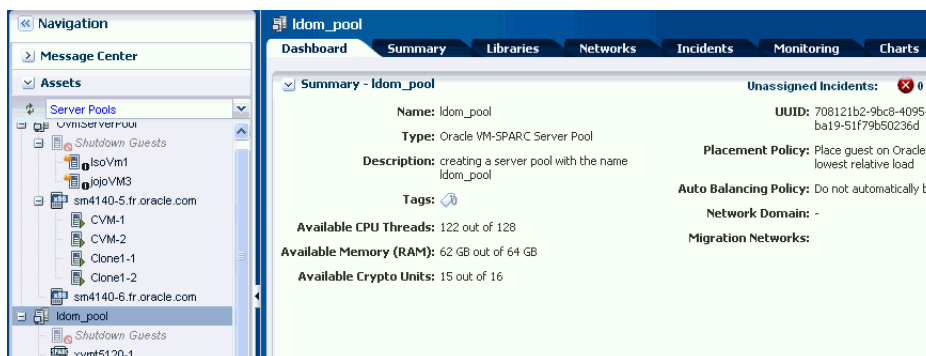 Navigation
Message Center
Assets
Server Pools
OvmServerPool
Shutdown Guests
IsoVm1
jojoVM3
sm4140-5.fr.oracle.com
CVM-1
CVM-2
Clone1-1
Clone1-2
sm4140-6.fr.oracle.com
ldom_pool
Shutdown Guests
xvmt5120-1
ldom_pool
Dashboard Summary Libraries Networks Incidents Monitoring Charts
Summary - ldom_pool
Unassigned Incidents: 0
Name: ldom_pool
Type: Oracle VM-SPARC Server Pool
Description: creating a server pool with the name
ldom_pool
Tags:
Available CPU Threads: 122 out of 128
Available Memory (RAM): 62 GB out of 64 GB
Available Crypto Units: 15 out of 16
UUID: 708121b2-9bc8-4095-
ba19-51f79b50236d
Placement Policy: Place guest on Oracle
lowest relative load
Auto Balancing Policy: Do not automatically b
Network Domain: -
Migration Networks: